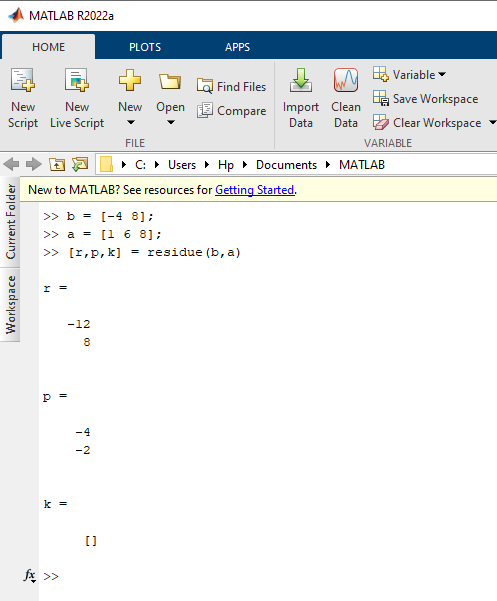 MATLAB R2022a
HOME PLOTS APPS
New Script
New Live Script
New
Open
Find Files
Compare
Import Data
Clean Data
Variable
Save Workspace
Clear Workspace
FILE
VARIABLE
C: Users Hp Documents MATLAB
New to MATLAB? See resources for Getting Started.
Current Folder
Workspace
>> b = [-4 8];
>> a = [1 6 8];
>> [r,p,k] = residue(b,a)
r =
-12
8
p =
-4
-2
k =
[]
fx >>